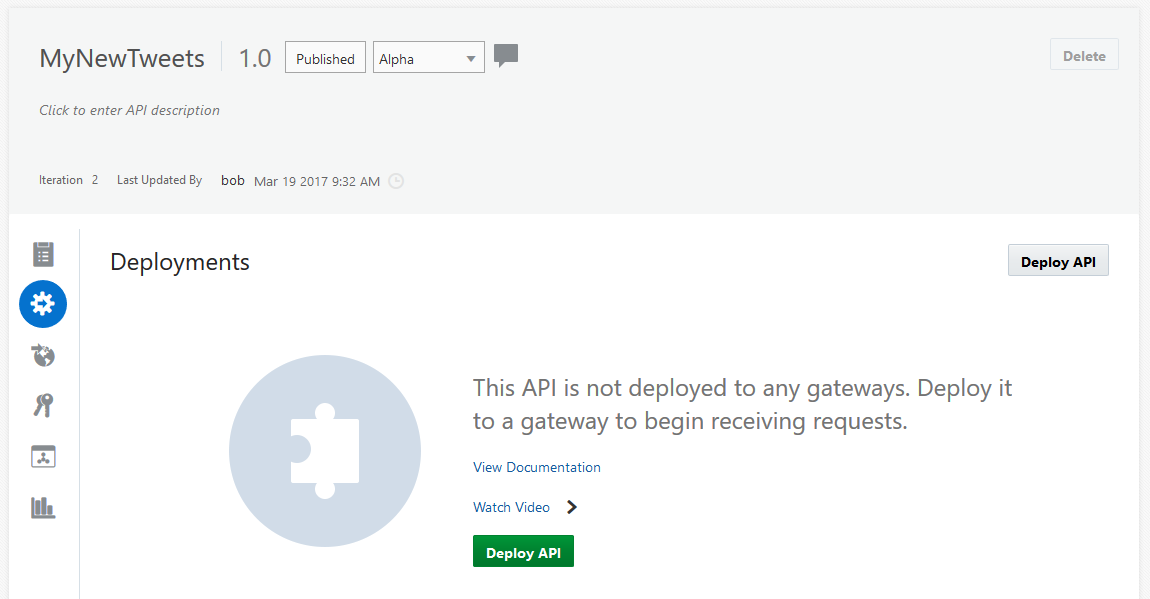 MyNewTweets 1.0 Published Alpha Delete
Click to enter API description
Iteration 2 Last Updated By bob Mar 19 2017 9:32 AM
Deployments Deploy API
This API is not deployed to any gateways. Deploy it
to a gateway to begin receiving requests.
View Documentation
Watch Video
Deploy API